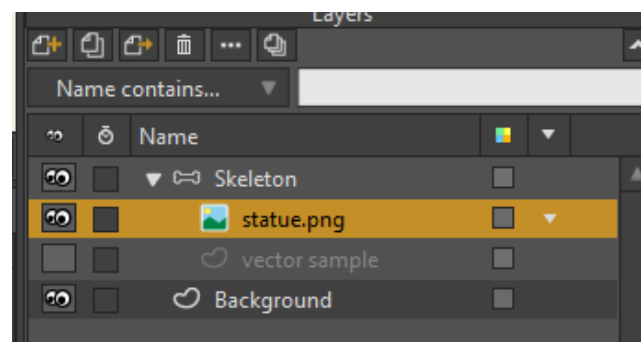 Layers
Name contains...
Name
Skeleton
statue.png
vector sample
Background